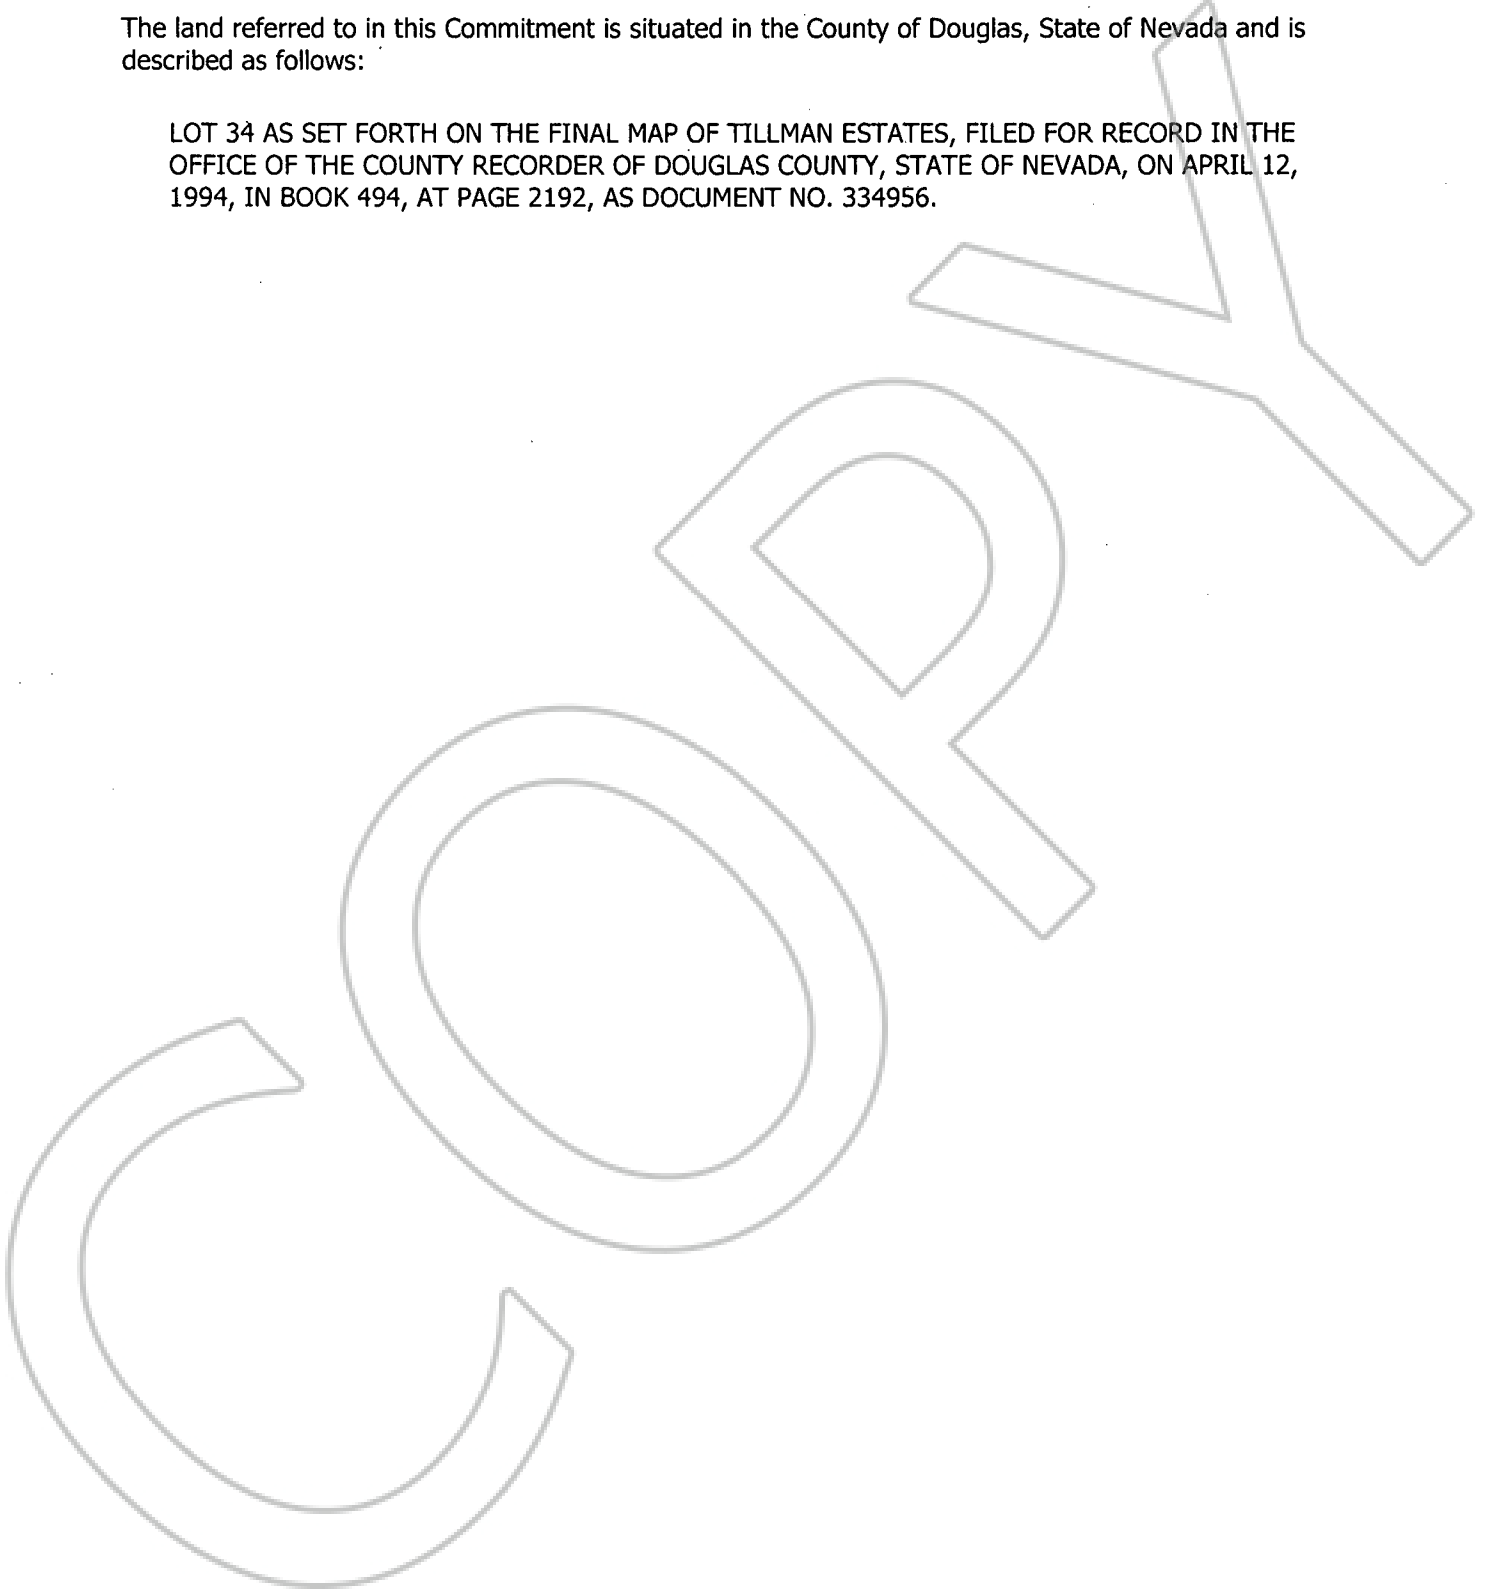 The land referred to in this Commitment is situated in the County of Douglas, State of Nevada and is
described as follows:
LOT 34 AS SET FORTH ON THE FINAL MAP OF TILLMAN ESTATES, FILED FOR RECORD IN THE
OFFICE OF THE COUNTY RECORDER OF DOUGLAS COUNTY, STATE OF NEVADA, ON APRIL 12,
1994, IN BOOK 494, AT PAGE 2192, AS DOCUMENT NO. 334956.
COPY